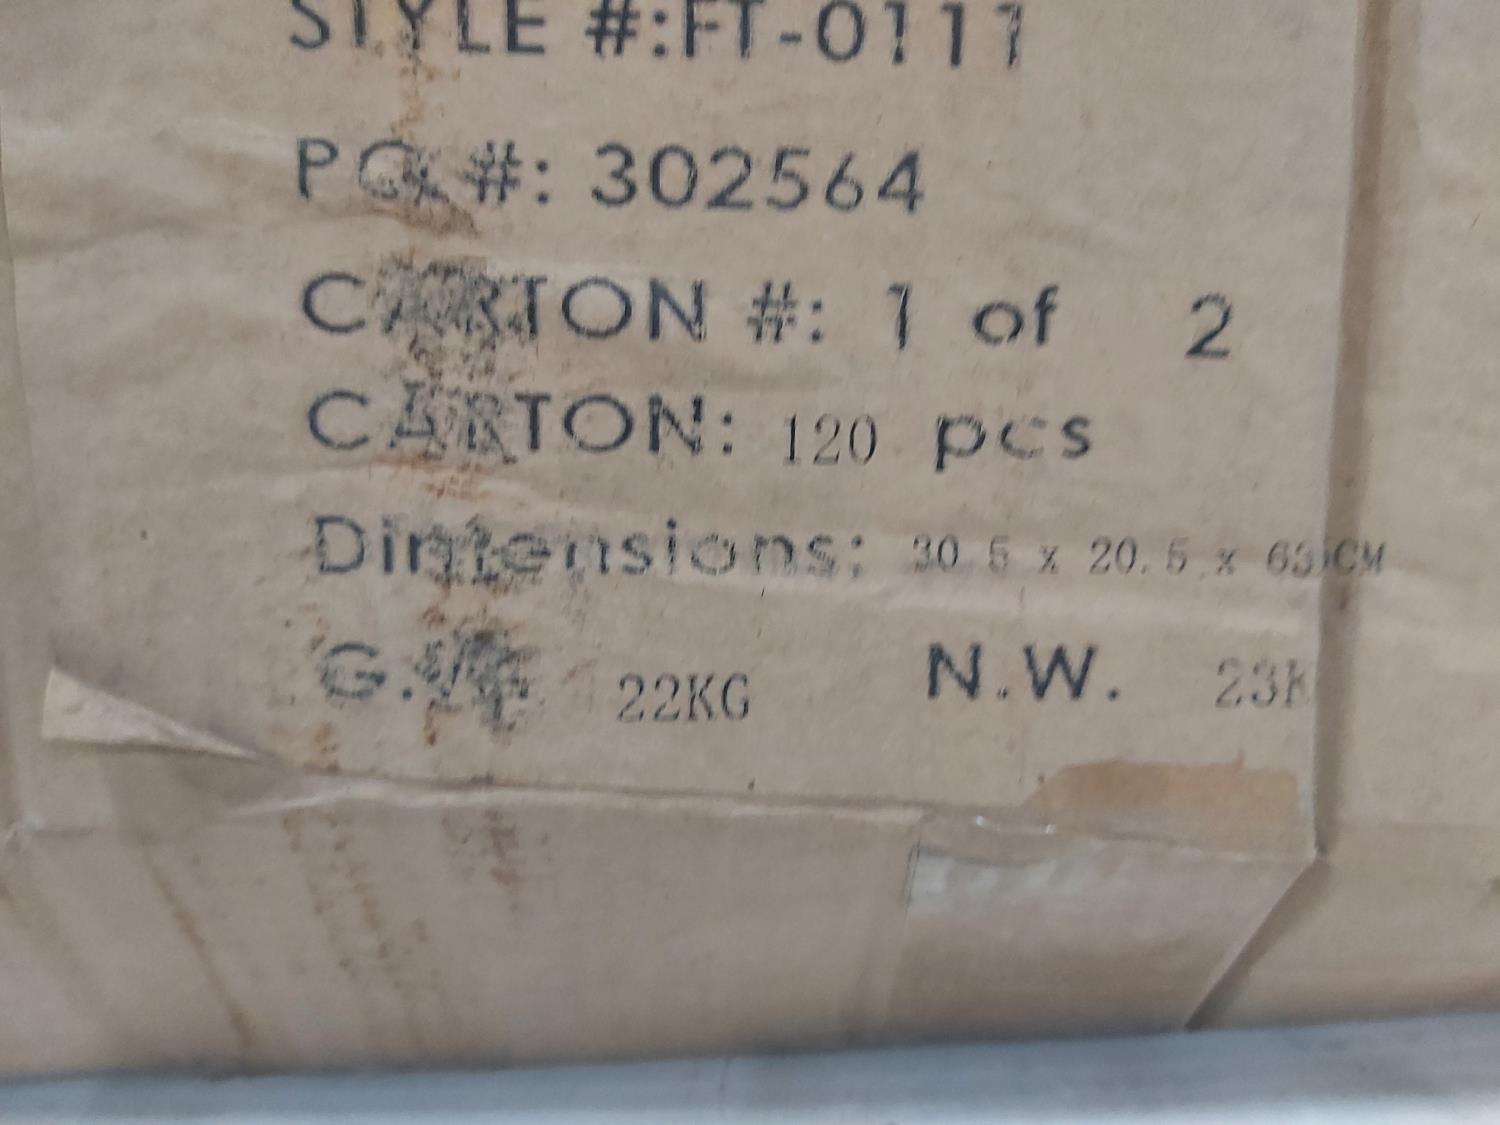 STYLE #:FT-0111
PO #: 302564
CARTON #: 1 of 2
CARTON: 120 pcs
Dimensions: 30.5 x 20.5 x 63CM
G.W. 22KG N.W. 23K